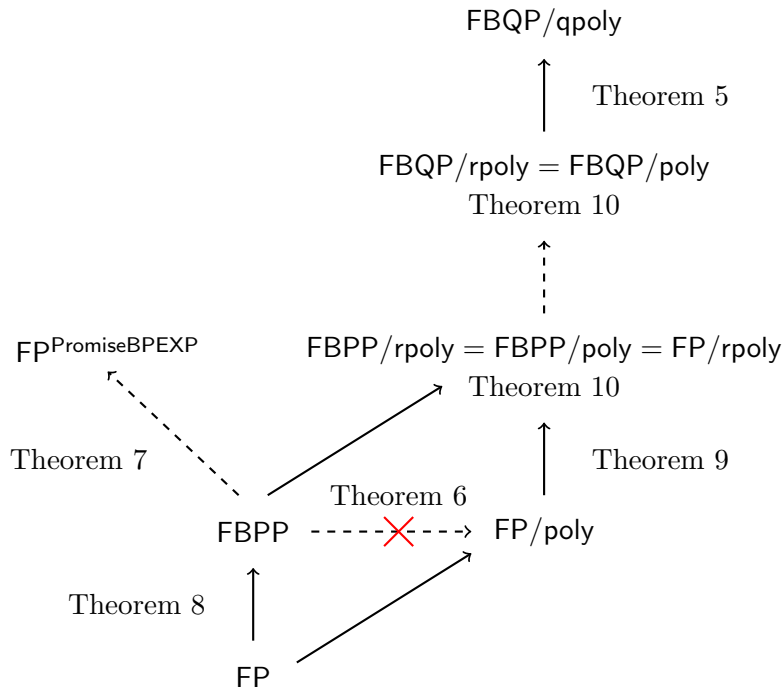 FBQP/qpoly
Theorem 5
FBQP/rpoly = FBQP/poly
Theorem 10
FP^PromiseBPEXP
FBPP/rpoly = FBPP/poly = FP/rpoly
Theorem 10
Theorem 7
Theorem 9
Theorem 6
FBPP
FP/poly
Theorem 8
FP